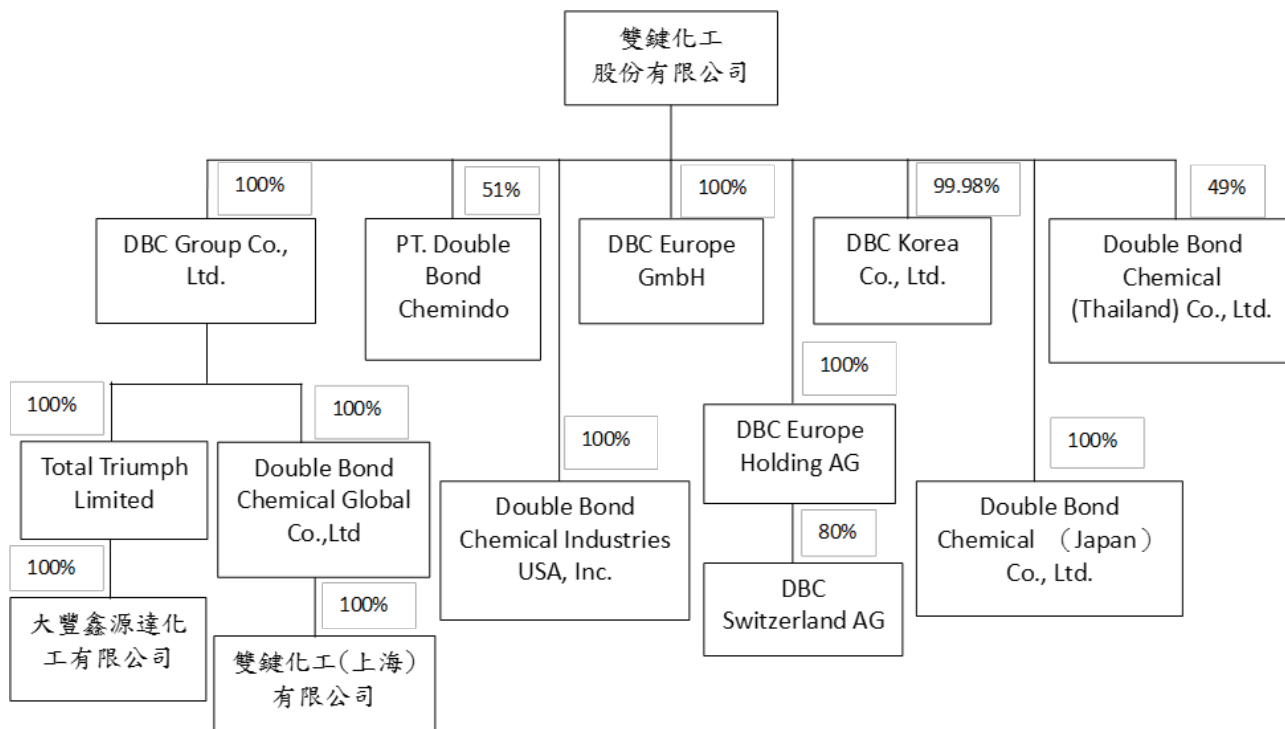 雙鍵化工
股份有限公司
100%
DBC Group Co.,
Ltd.
51%
PT. Double
Bond
Chemindo
100%
DBC Europe
GmbH
99.98%
DBC Korea
Co., Ltd.
49%
Double Bond
Chemical
(Thailand) Co., Ltd.
100%
Total Triumph
Limited
100%
Double Bond
Chemical Global
Co.,Ltd
100%
Double Bond
Chemical Industries
USA, Inc.
100%
DBC Europe
Holding AG
100%
Double Bond
Chemical （Japan）
Co., Ltd.
100%
大豐鑫源達化
工有限公司
100%
雙鍵化工(上海)
有限公司
80%
DBC
Switzerland AG